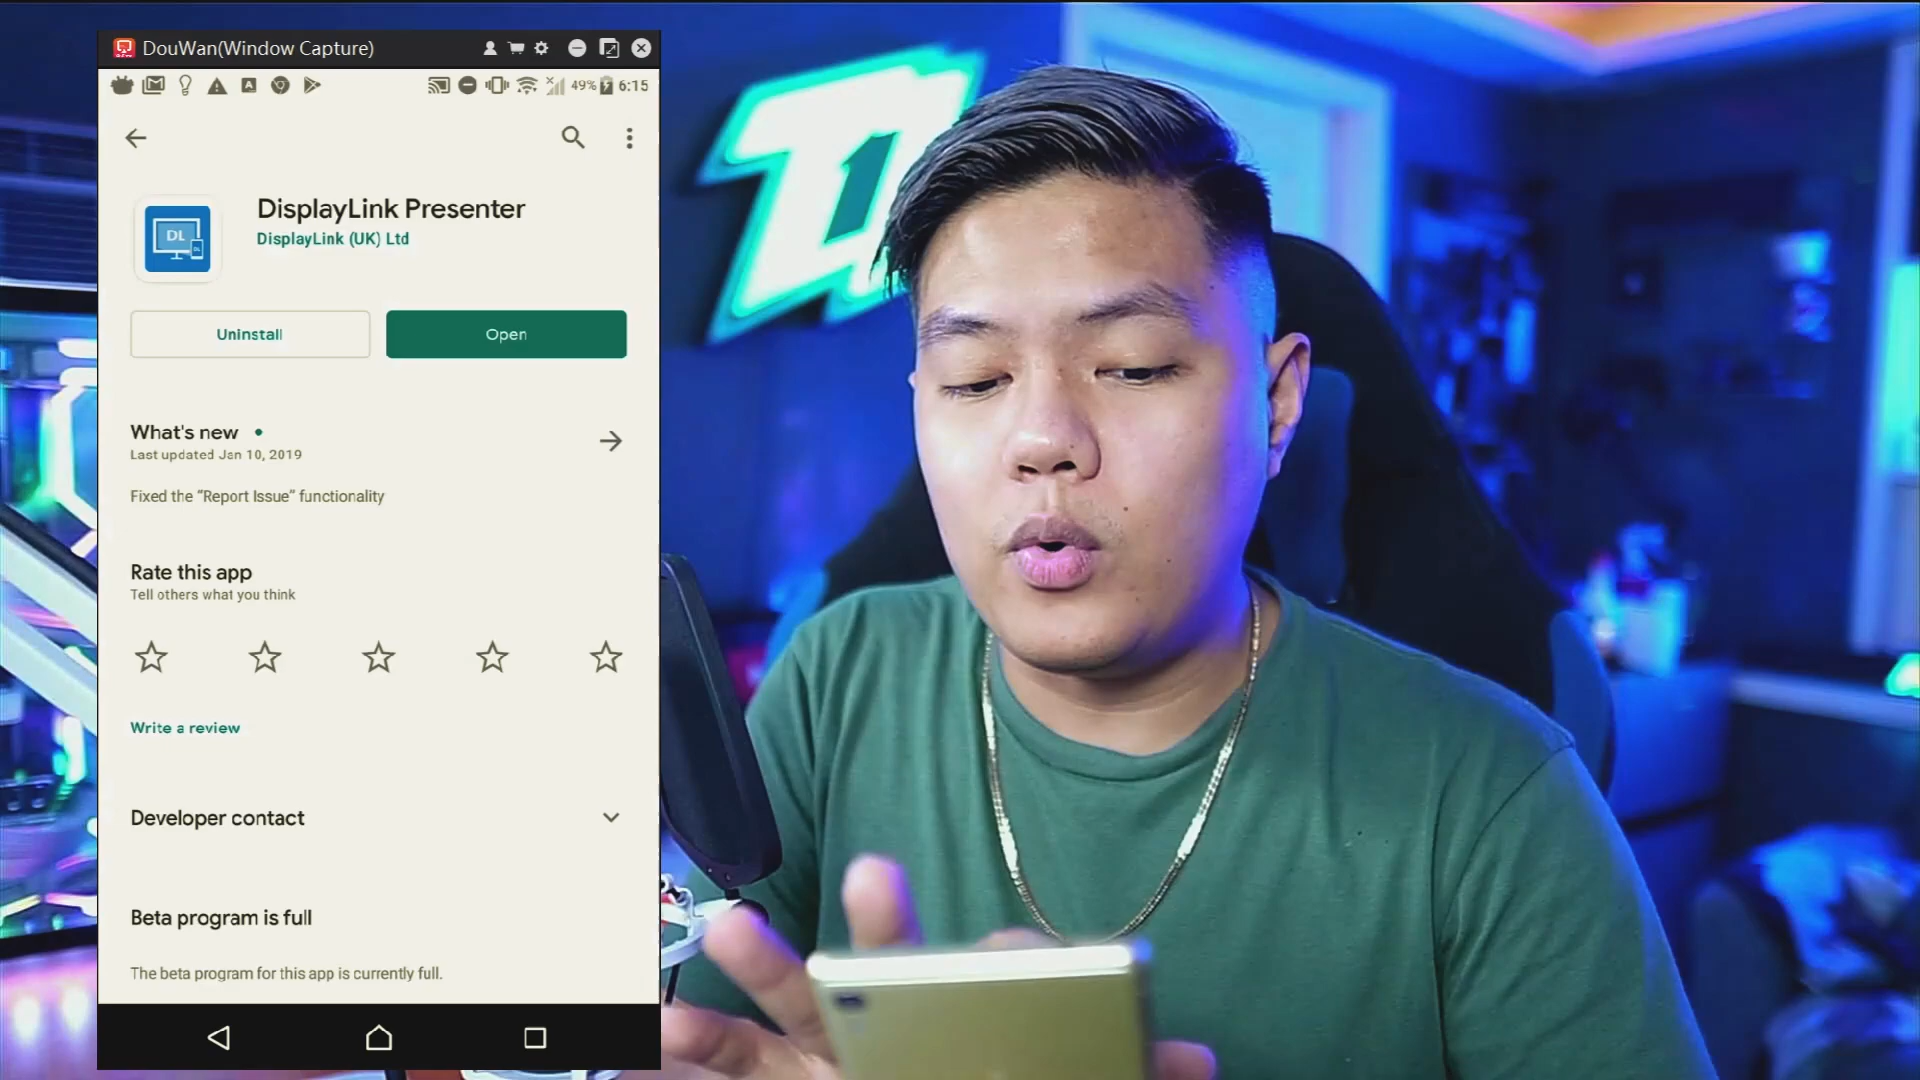 DouWan(Window Capture)
49% 6:15
DisplayLink Presenter
DisplayLink (UK) Ltd
DL
Uninstall
Open
What's new
Last updated Jan 10, 2019
Fixed the “Report Issue” functionality
Rate this app
Tell others what you think
Write a review
Developer contact
Beta program is full
The beta program for this app is currently full.